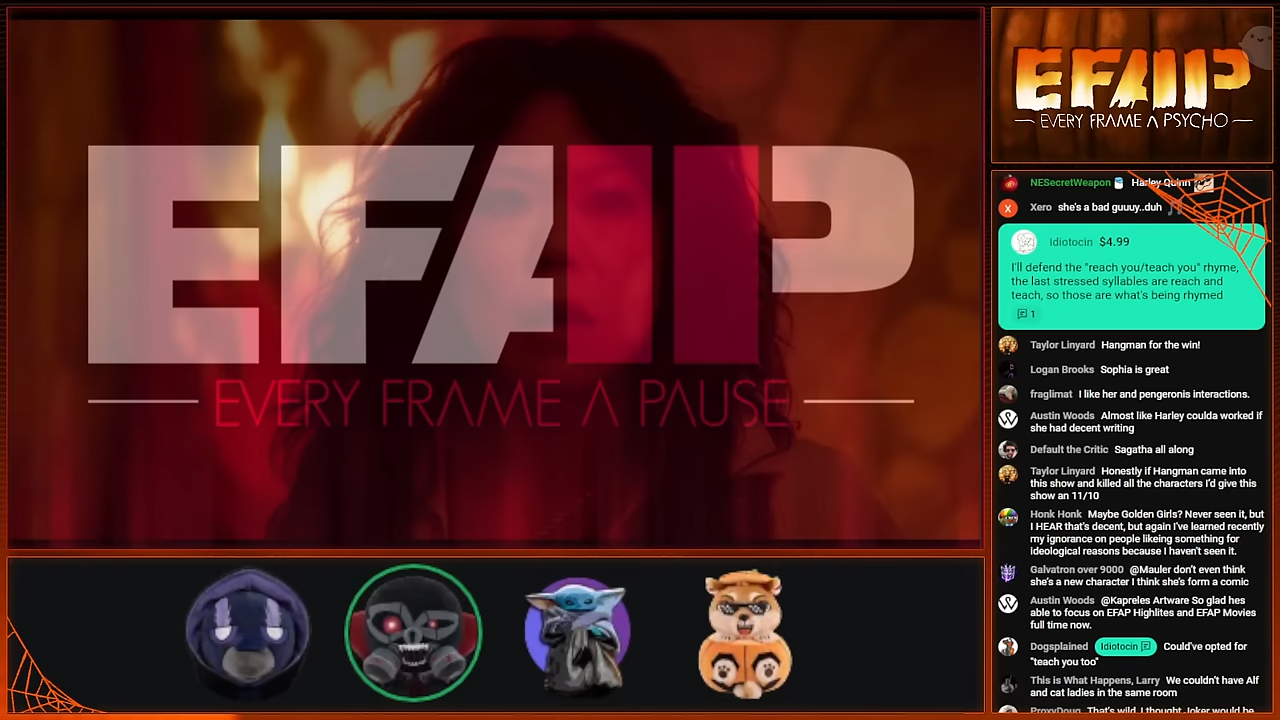 EFAP
EVERY FRAME A PAUSE
EFAP
EVERY FRAME A PSYCHO
NESecretWeapon Harley Quinn
X Xero she's a bad guuuy..duh
Idiotocin $4.99
I'll defend the "reach you/teach you" rhyme,
the last stressed syllables are reach and
teach, so those are what's being rhymed
1
Taylor Linyard Hangman for the win!
Logan Brooks Sophia is great
fraglimat I like her and pengeronis interactions.
Austin Woods Almost like Harley coulda worked if
she had decent writing
Default the Critic Sagatha all along
Taylor Linyard Honestly if Hangman came into
this show and killed all the characters I'd give this
show an 11/10
Honk Honk Maybe Golden Girls? Never seen it, but
I HEAR that's decent, but again I've learned recently
my ignorance on people likeing something for
ideological reasons because I haven't seen it.
Galvatron over 9000 @Mauler don't even think
she's a new character I think she's form a comic
Austin Woods @Kapreles Artware So glad hes
able to focus on EFAP Highlites and EFAP Movies
full time now.
Dogsplained Idiotocin Could've opted for
"teach you too"
This is What Happens, Larry We couldn't have Alf
and cat ladies in the same room
ProxyDoug That's wild, I thought Joker would be